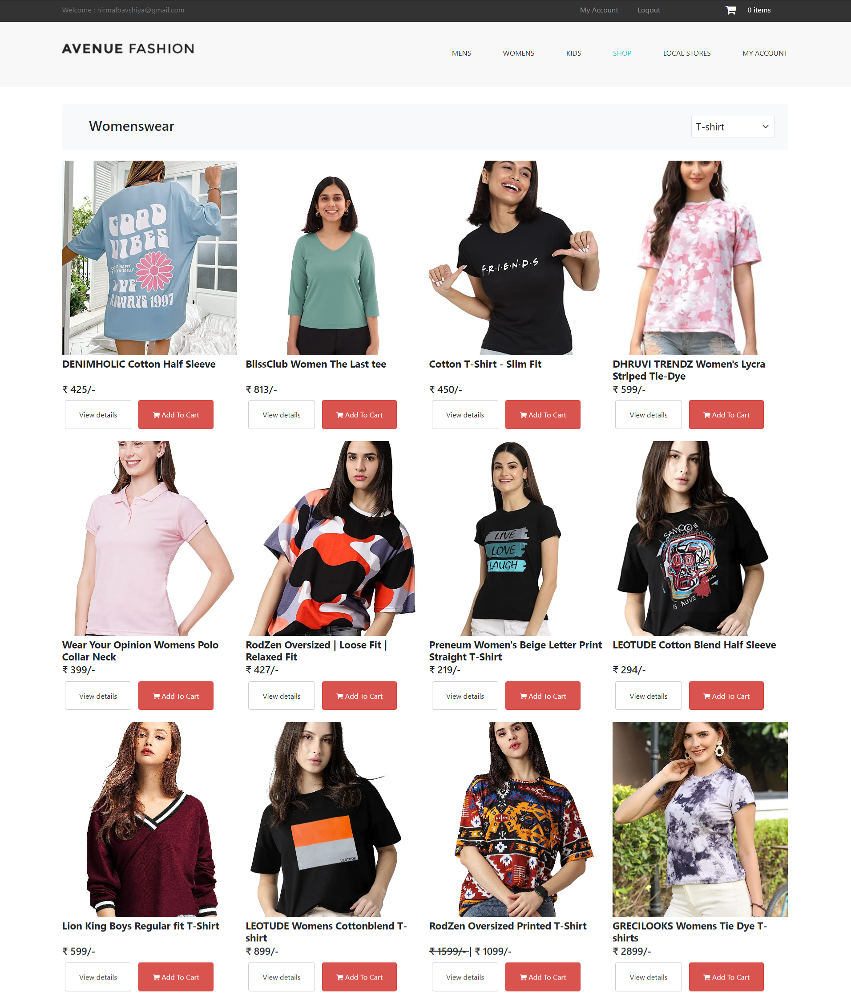 Welcome : nirmalbavshiya@gmail.com My Account Logout 0 items
AVENUE FASHION
MENS WOMENS KIDS SHOP LOCAL STORES MY ACCOUNT
Womenswear T-shirt
GOOD
VIBES
HAPPY
YOURSELF
ALWAYS 1997
F·R·I·E·N·D·S
DENIMHOLIC Cotton Half Sleeve
₹ 425/-
View details Add To Cart
BlissClub Women The Last tee
₹ 813/-
View details Add To Cart
Cotton T-Shirt - Slim Fit
₹ 450/-
View details Add To Cart
DHRUVI TRENDZ Women's Lycra
Striped Tie-Dye
₹ 599/-
View details Add To Cart
LIVE
LOVE
LAUGH
SAMO© IN
IS ALIVE
Leotude
Wear Your Opinion Womens Polo
Collar Neck
₹ 399/-
View details Add To Cart
RodZen Oversized | Loose Fit |
Relaxed Fit
₹ 427/-
View details Add To Cart
Preneum Women's Beige Letter Print
Straight T-Shirt
₹ 219/-
View details Add To Cart
LEOTUDE Cotton Blend Half Sleeve
₹ 294/-
View details Add To Cart
LEOTUDE
Lion King Boys Regular fit T-Shirt
₹ 599/-
View details Add To Cart
LEOTUDE Womens Cottonblend T-
shirt
₹ 899/-
View details Add To Cart
RodZen Oversized Printed T-Shirt
₹ 1599/- | ₹ 1099/-
View details Add To Cart
GRECILOOKS Womens Tie Dye T-
shirts
₹ 2899/-
View details Add To Cart